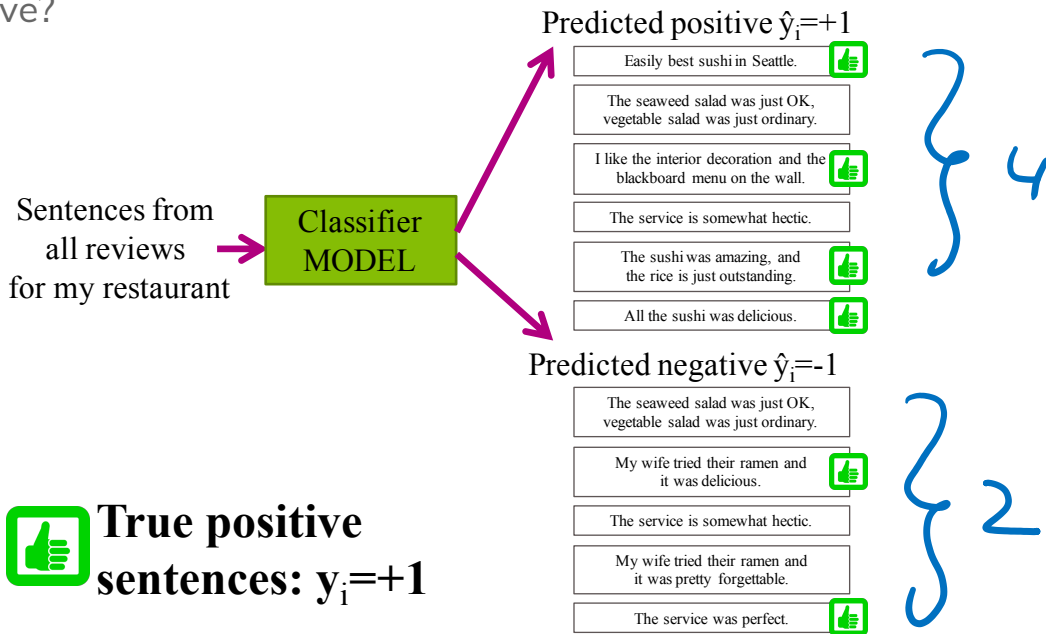 ve?
Predicted positive ŷi=+1
Easily best sushi in Seattle.
The seaweed salad was just OK,
vegetable salad was just ordinary.
I like the interior decoration and the
blackboard menu on the wall.
The service is somewhat hectic.
The sushi was amazing, and
the rice is just outstanding.
All the sushi was delicious.
4
Sentences from
all reviews
for my restaurant
Classifier
MODEL
Predicted negative ŷi=-1
The seaweed salad was just OK,
vegetable salad was just ordinary.
My wife tried their ramen and
it was delicious.
The service is somewhat hectic.
My wife tried their ramen and
it was pretty forgettable.
The service was perfect.
2
True positive
sentences: yi=+1